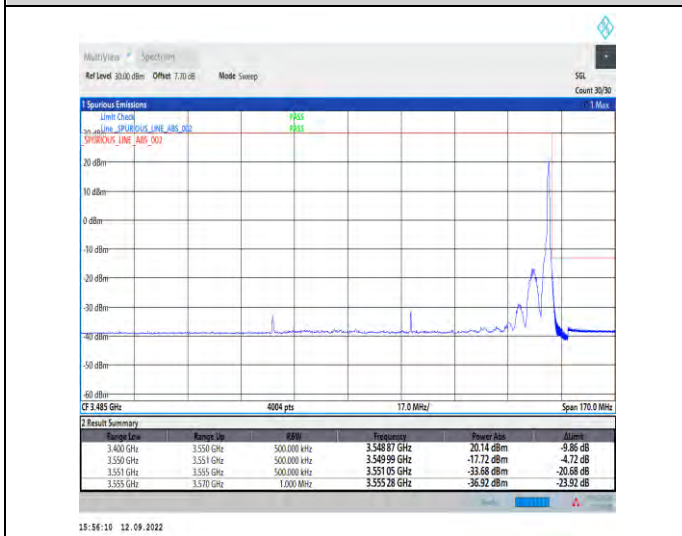 MultiView Spectrum
Ref Level 30.00 dBm Offset 7.70 dB Mode Sweep SGL
Count 30/30
1 Spurious Emissions 1 Max
Limit Check PASS
Line _SPURIOUS_LINE_ABS_002 PASS
_SPURIOUS_LINE_ABS_002
20 dBm
10 dBm
0 dBm
-10 dBm
-20 dBm
-30 dBm
-40 dBm
-50 dBm
-60 dBm
CF 3.485 GHz 4004 pts 17.0 MHz/ Span 170.0 MHz
2 Result Summary
Range Low Range Up RBW Frequency Power Abs ΔLimit
3.400 GHz 3.550 GHz 500.000 kHz 3.548 87 GHz 20.14 dBm -9.86 dB
3.550 GHz 3.551 GHz 500.000 kHz 3.549 99 GHz -17.72 dBm -4.72 dB
3.551 GHz 3.555 GHz 500.000 kHz 3.551 05 GHz -33.68 dBm -20.68 dB
3.555 GHz 3.570 GHz 1.000 MHz 3.555 28 GHz -36.92 dBm -23.92 dB
15:56:10 12.09.2022